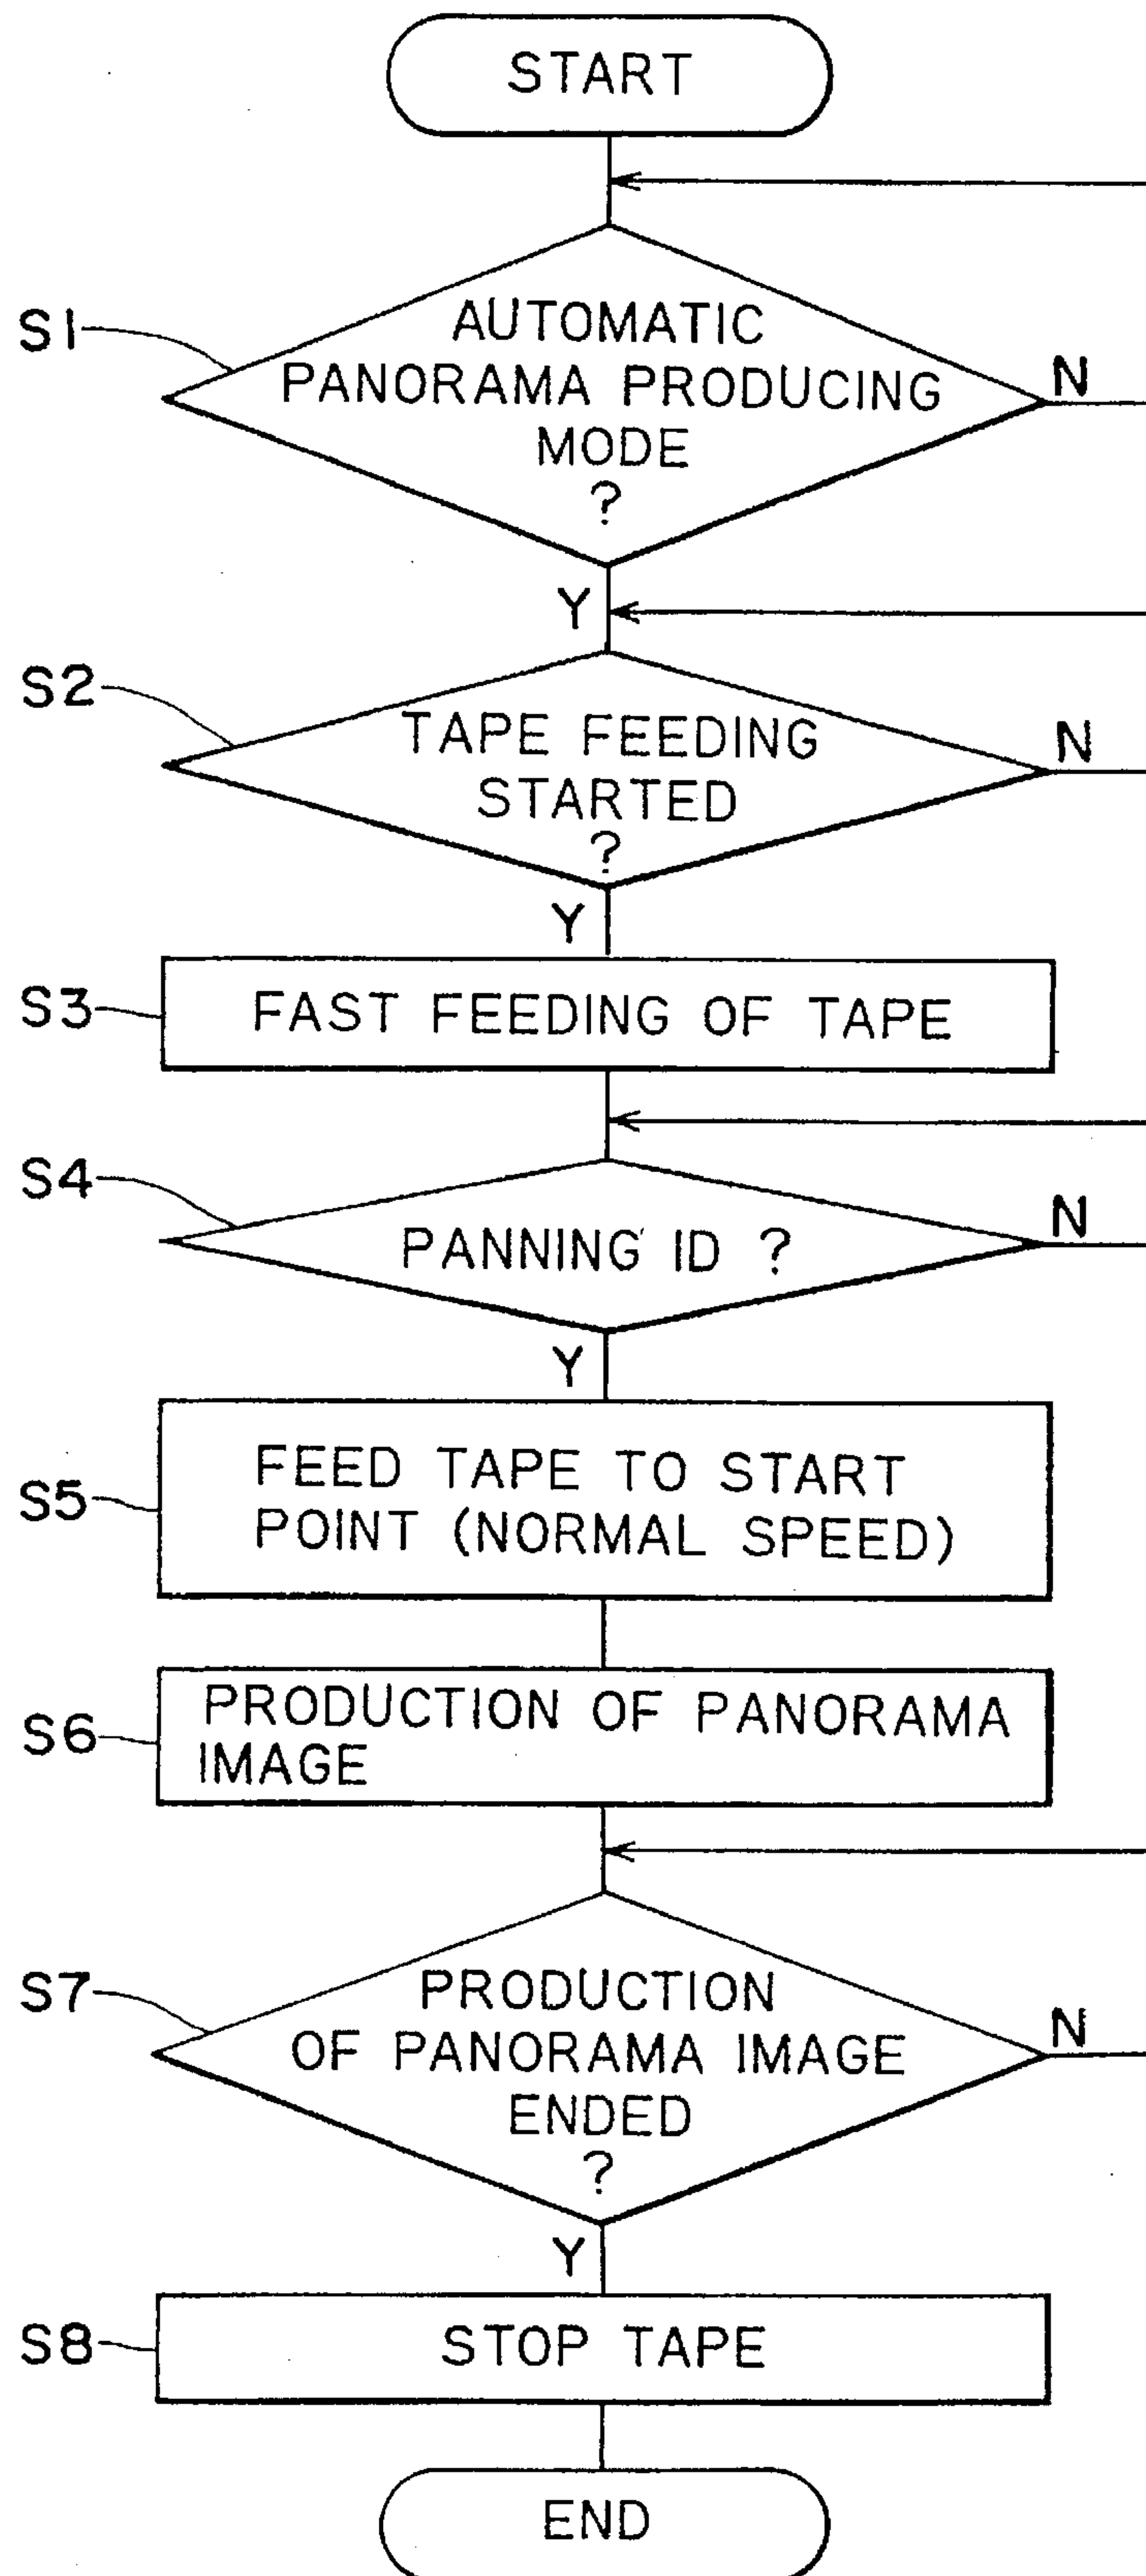 START
S1
AUTOMATIC
PANORAMA PRODUCING
MODE
?
N
Y
S2
TAPE FEEDING
STARTED
?
N
Y
S3
FAST FEEDING OF TAPE
S4
PANNING ID ?
N
Y
S5
FEED TAPE TO START
POINT (NORMAL SPEED)
S6
PRODUCTION OF PANORAMA
IMAGE
S7
PRODUCTION
OF PANORAMA IMAGE
ENDED
?
N
Y
S8
STOP TAPE
END